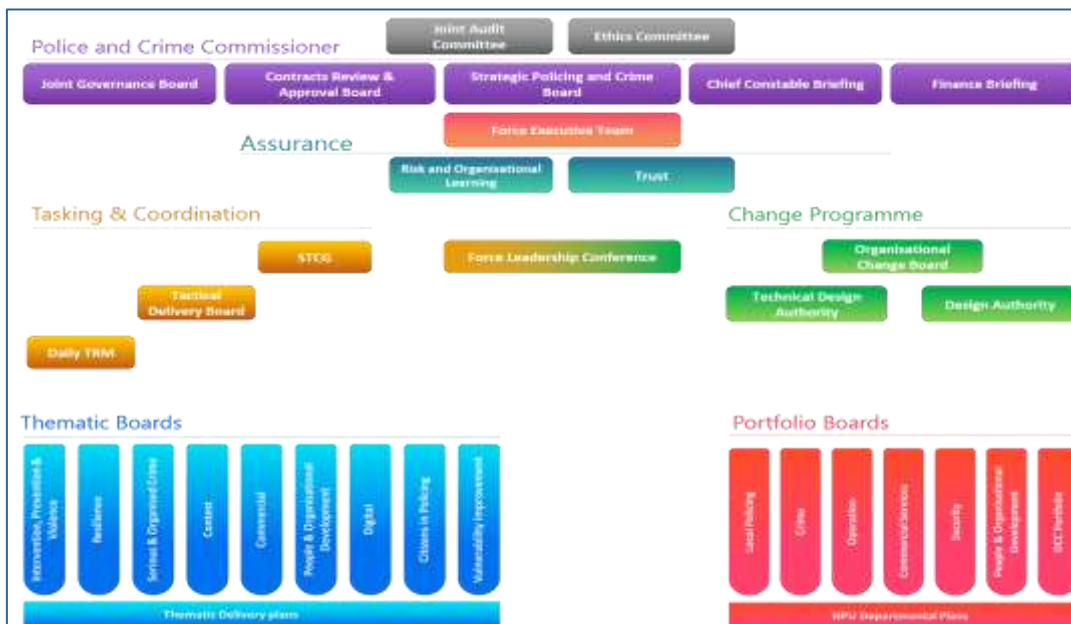 Joint Audit
Committee
Ethics Committee
Police and Crime Commissioner
Joint Governance Board
Contracts Review &
Approval Board
Strategic Policing and Crime
Board
Chief Constable Briefing
Finance Briefing
Force Executive Team
Assurance
Risk and Organisational
Learning
Trust
Tasking & Coordination
Change Programme
STCG
Force Leadership Conference
Organisational
Change Board
Tactical
Delivery Board
Technical Design
Authority
Design Authority
Daily TRM
Thematic Boards
Portfolio Boards
Intervention, Prevention &
Violence
Resilience
Serious & Organised Crime
Contact
Commercial
People & Organisational
Development
Digital
Citizens in Policing
Vulnerability Improvement
Local Policing
Crime
Operation
Commercial Services
Security
People & Organisational
Development
DCC Portfolio
Thematic Delivery plans
NPU Departmental Plans